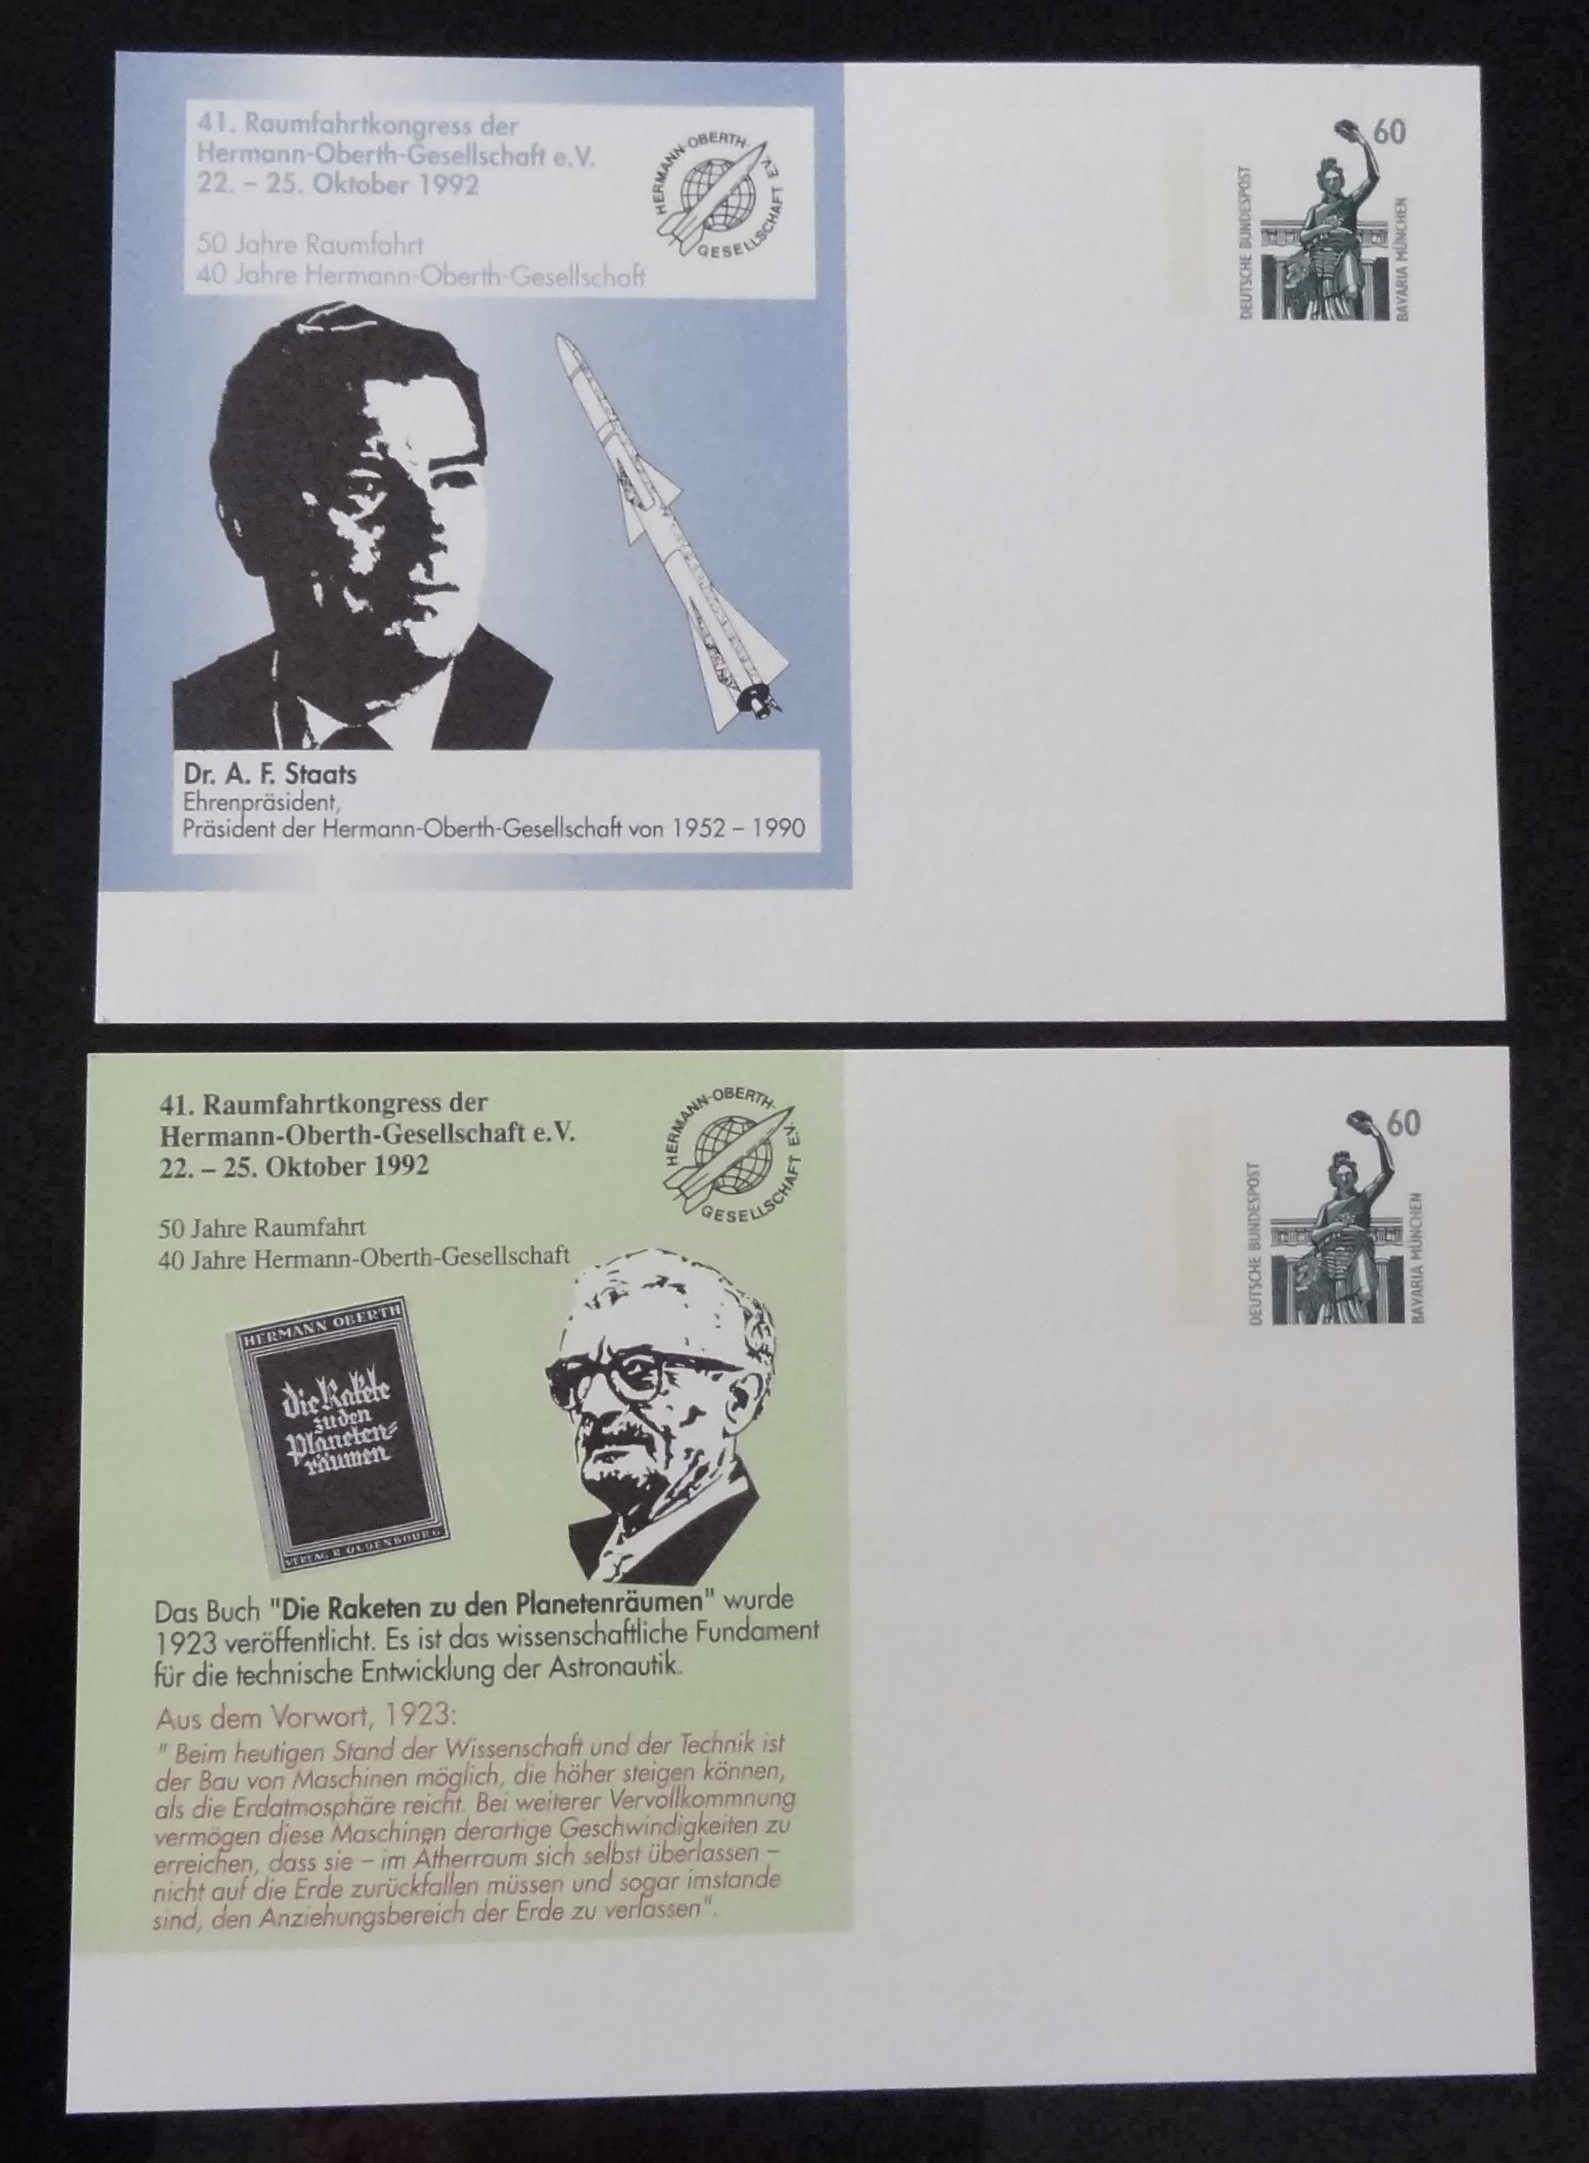 41. Raumfahrtkongress der
Hermann-Oberth-Gesellschaft e.V.
22. – 25. Oktober 1992
50 Jahre Raumfahrt
40 Jahre Hermann-Oberth-Gesellschaft
HERMANN-OBERTH-
GESELLSCHAFT E.V.
60
DEUTSCHE BUNDESPOST
BAVARIA MÜNCHEN
Dr. A. F. Staats
Ehrenpräsident,
Präsident der Hermann-Oberth-Gesellschaft von 1952 – 1990
41. Raumfahrtkongress der
Hermann-Oberth-Gesellschaft e.V.
22. – 25. Oktober 1992
50 Jahre Raumfahrt
40 Jahre Hermann-Oberth-Gesellschaft
HERMANN-OBERTH-
GESELLSCHAFT E.V.
60
DEUTSCHE BUNDESPOST
BAVARIA MÜNCHEN
HERMANN OBERTH
Die Rakete
zu den
Planeten=
räumen
VERLAG R. OLDENBOURG
Das Buch "Die Raketen zu den Planetenräumen" wurde
1923 veröffentlicht. Es ist das wissenschaftliche Fundament
für die technische Entwicklung der Astronautik.
Aus dem Vorwort, 1923:
" Beim heutigen Stand der Wissenschaft und der Technik ist
der Bau von Maschinen möglich, die höher steigen können,
als die Erdatmosphäre reicht. Bei weiterer Vervollkommnung
vermögen diese Maschinen derartige Geschwindigkeiten zu
erreichen, dass sie – im Ätherraum sich selbst überlassen –
nicht auf die Erde zurückfallen müssen und sogar imstande
sind, den Anziehungsbereich der Erde zu verlassen".